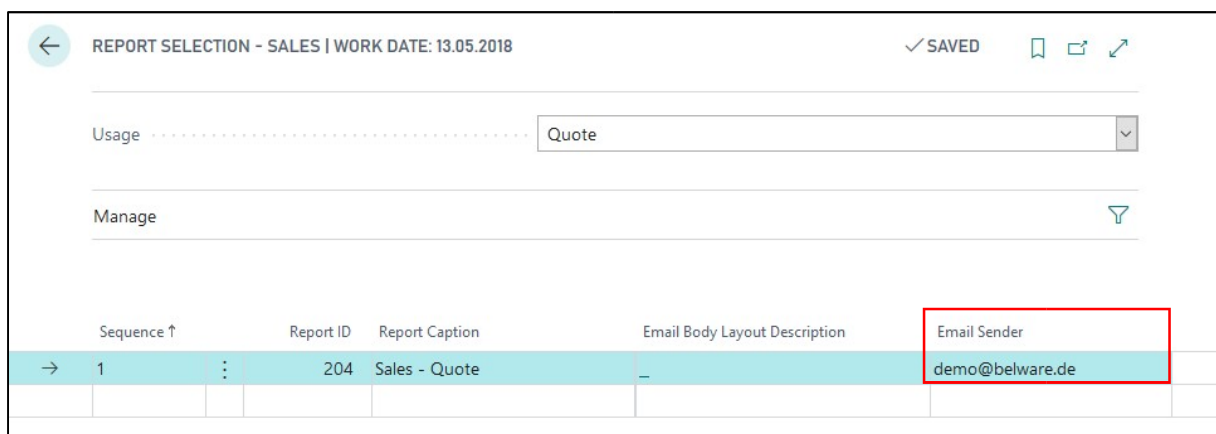 REPORT SELECTION - SALES | WORK DATE: 13.05.2018 ✓SAVED
Usage Quote
Manage
Sequence ↑ Report ID Report Caption Email Body Layout Description Email Sender
→ 1 ⋮ 204 Sales - Quote _ demo@belware.de